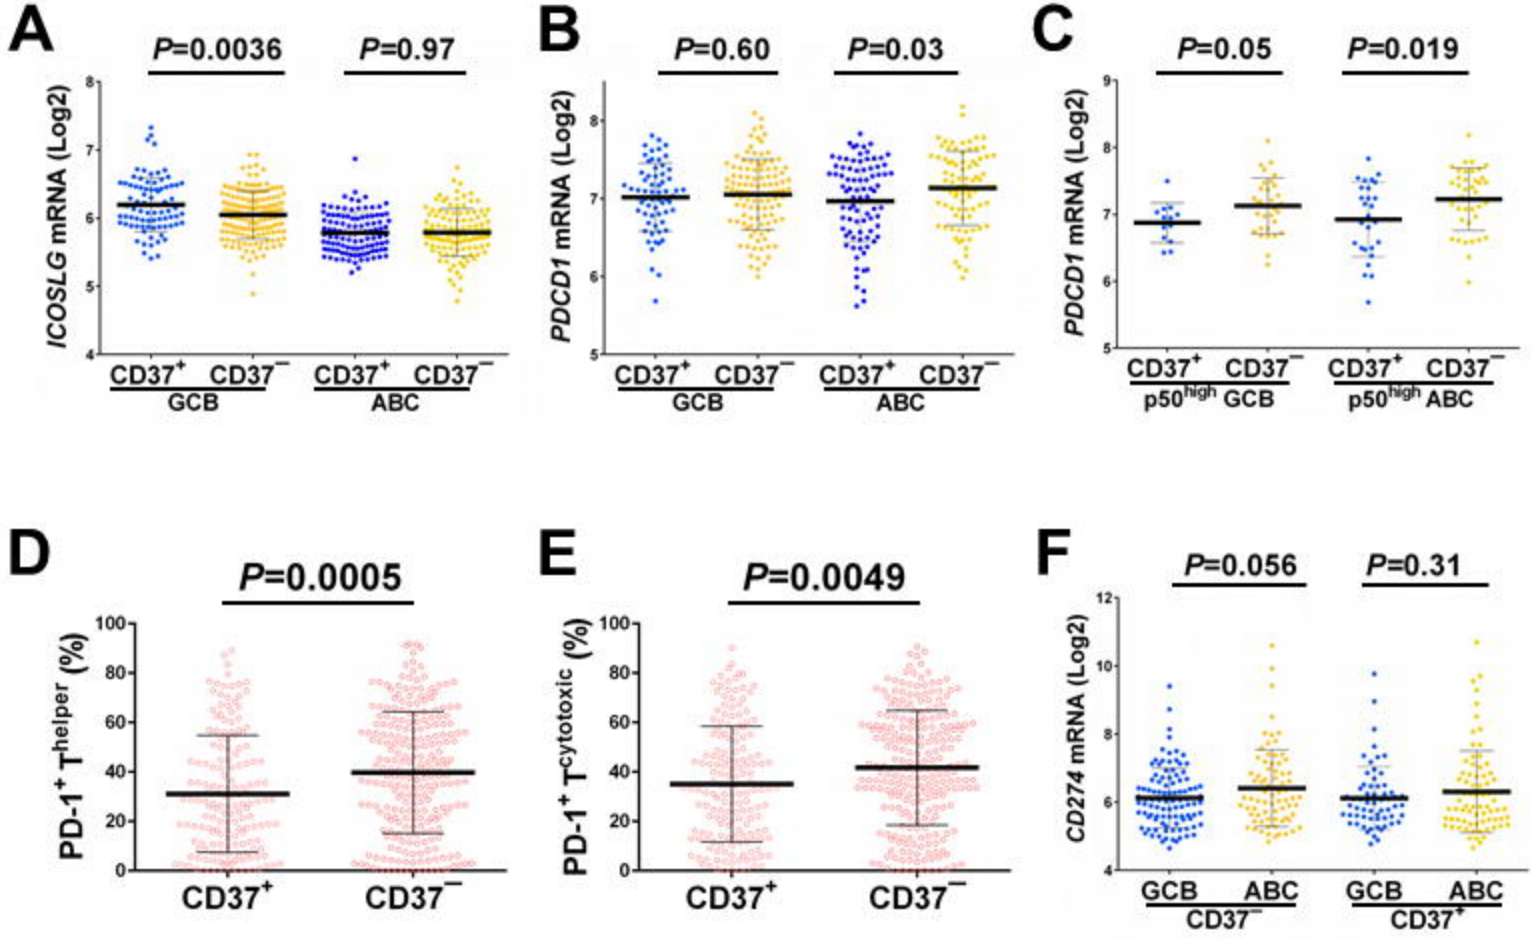 A
P=0.0036
P=0.97
ICOSLG mRNA (Log2)
8
7
6
5
4
CD37+ CD37− CD37+ CD37−
GCB ABC
B
P=0.60
P=0.03
PDCD1 mRNA (Log2)
8
7
6
5
CD37+ CD37− CD37+ CD37−
GCB ABC
C
P=0.05
P=0.019
PDCD1 mRNA (Log2)
9
8
7
6
5
CD37+ CD37− CD37+ CD37−
p50high GCB p50high ABC
D
P=0.0005
PD-1+ Thelper (%)
100
80
60
40
20
0
CD37+ CD37−
E
P=0.0049
PD-1+ Tcytotoxic (%)
100
80
60
40
20
0
CD37+ CD37−
F
P=0.056
P=0.31
CD274 mRNA (Log2)
12
10
8
6
4
GCB ABC GCB ABC
CD37− CD37+